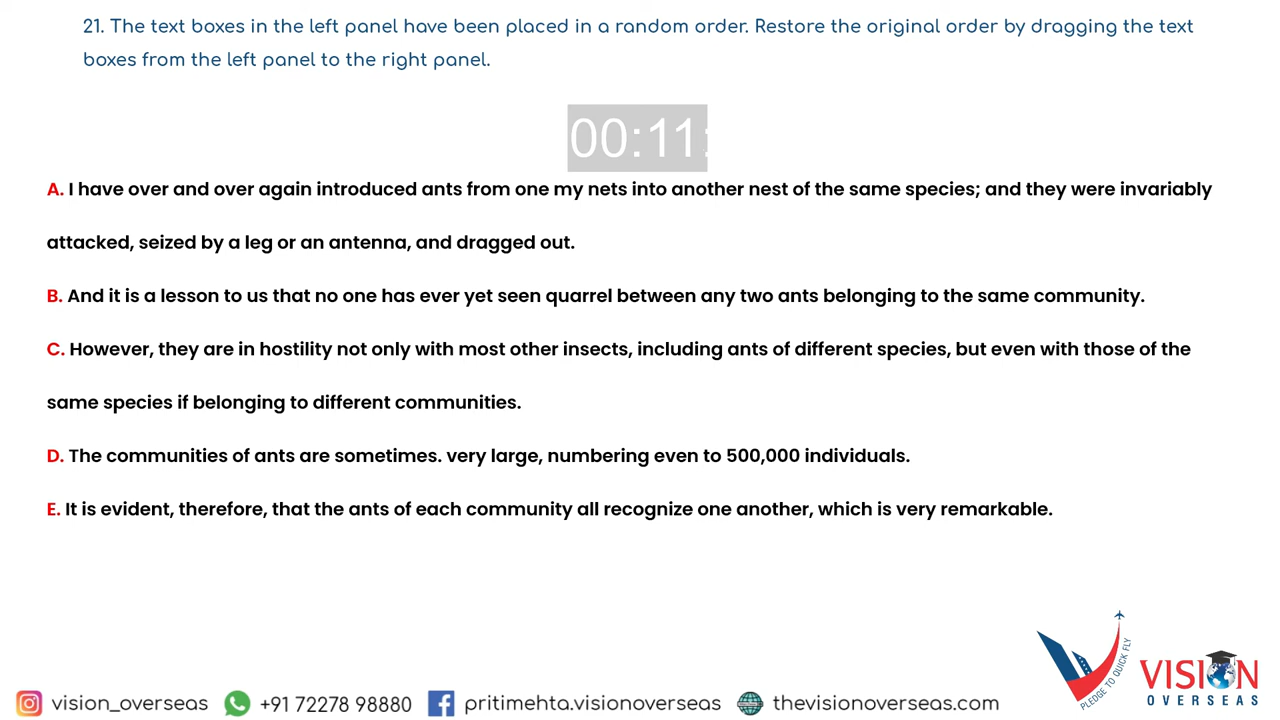 21. The text boxes in the left panel have been placed in a random order. Restore the original order by dragging the text
boxes from the left panel to the right panel.
00:11:
A. I have over and over again introduced ants from one my nets into another nest of the same species; and they were invariably
attacked, seized by a leg or an antenna, and dragged out.
B. And it is a lesson to us that no one has ever yet seen quarrel between any two ants belonging to the same community.
C. However, they are in hostility not only with most other insects, including ants of different species, but even with those of the
same species if belonging to different communities.
D. The communities of ants are sometimes. very large, numbering even to 500,000 individuals.
E. It is evident, therefore, that the ants of each community all recognize one another, which is very remarkable.
PLEDGE TO QUICK FLY
VISION
OVERSEAS
vision_overseas +91 72278 98880 pritimehta.visionoverseas thevisionoverseas.com